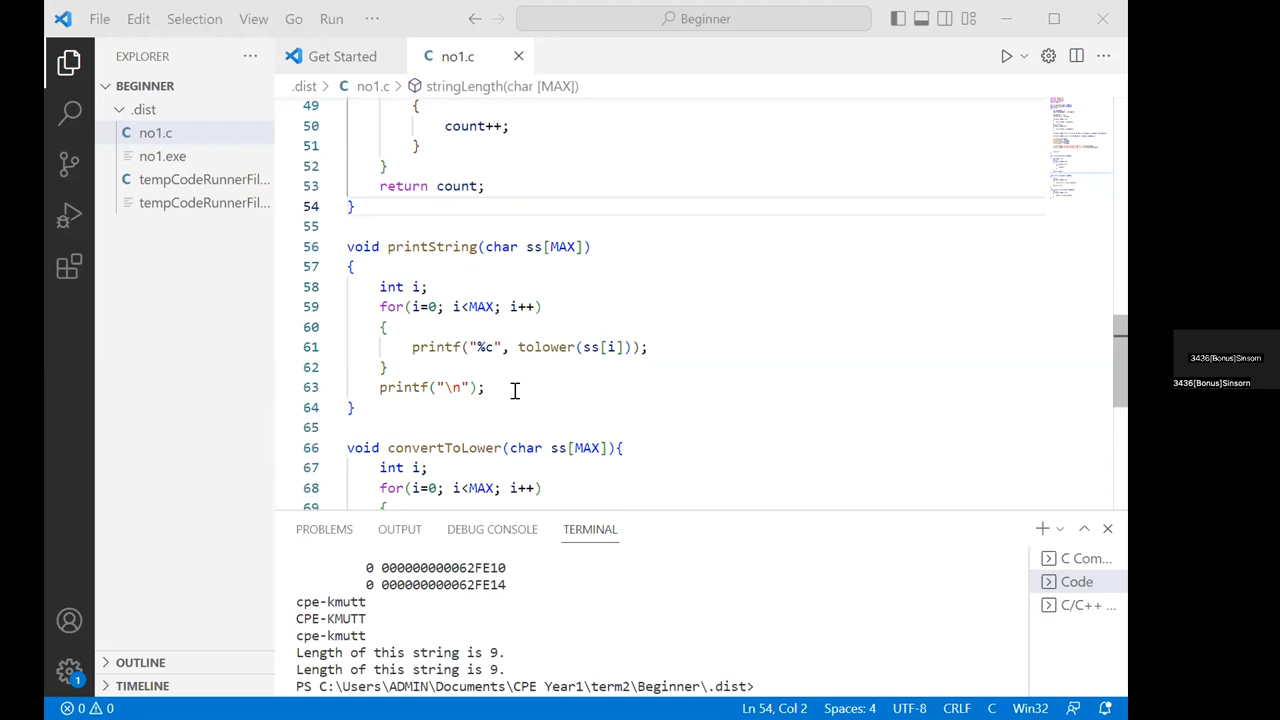 File Edit Selection View Go Run ··· Beginner
EXPLORER ···
Get Started no1.c
BEGINNER
.dist
no1.c
no1.exe
tempCodeRunnerFil...
tempCodeRunnerFil...
OUTLINE
TIMELINE
.dist > no1.c > stringLength(char [MAX])
49 {
50 count++;
51 }
52 }
53 return count;
54 }
55
56 void printString(char ss[MAX])
57 {
58 int i;
59 for(i=0; i<MAX; i++)
60 {
61 printf("%c", tolower(ss[i]));
62 }
63 printf("\n");
64 }
65
66 void convertToLower(char ss[MAX]){
67 int i;
68 for(i=0; i<MAX; i++)
69 {
PROBLEMS OUTPUT DEBUG CONSOLE TERMINAL
0 000000000062FE10
0 000000000062FE14
cpe-kmutt
CPE-KMUTT
cpe-kmutt
Length of this string is 9.
Length of this string is 9.
PS C:\Users\ADMIN\Documents\CPE Year1\term2\Beginner\.dist>
C Com...
Code
C/C++ ...
1
0 0 Ln 54, Col 2 Spaces: 4 UTF-8 CRLF C Win32
3436[Bonus]Sinsorn
3436[Bonus]Sinsorn